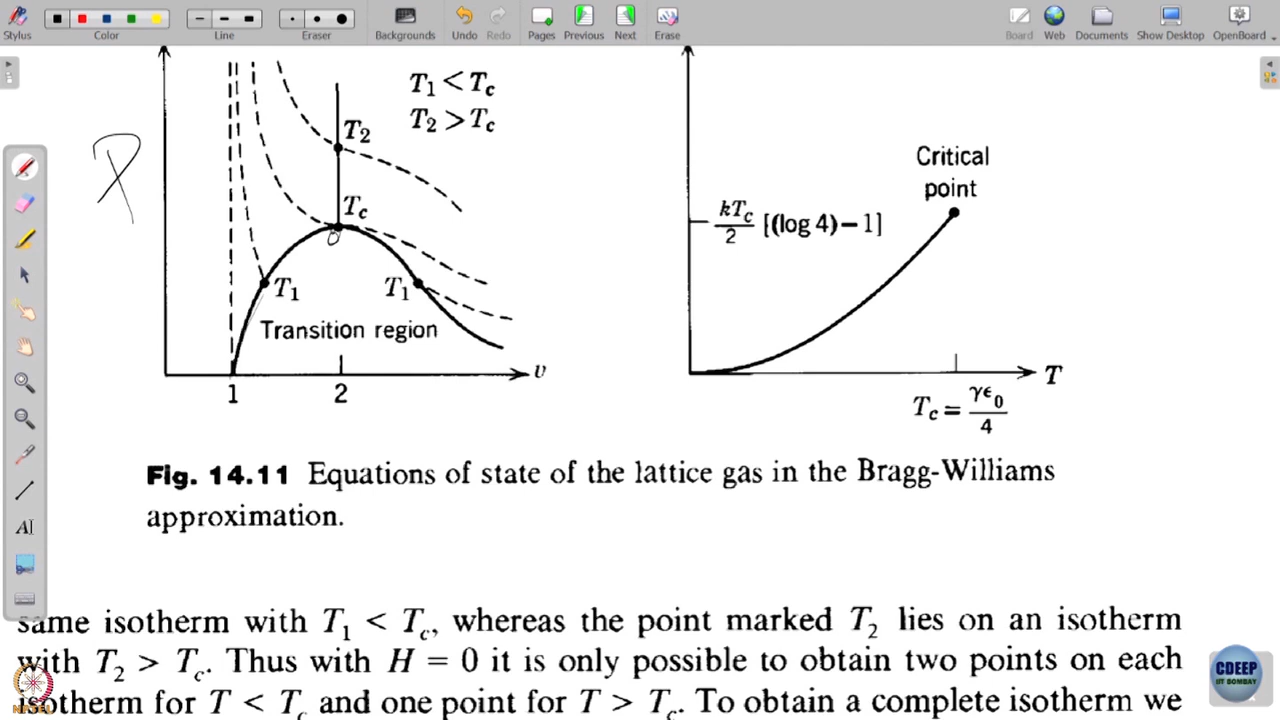 Stylus
Color
Line
Eraser
Backgrounds
Undo
Redo
Pages
Previous
Next
Erase
Board
Web
Documents
Show Desktop
OpenBoard
P
T₁ < T_c
T₂ > T_c
T₂
T_c
T₁
T₁
Transition region
v
1
2
Critical
point
kT_c/2 [(log 4) − 1]
T
T_c = γϵ₀/4
Fig. 14.11 Equations of state of the lattice gas in the Bragg-Williams
approximation.
same isotherm with T₁ < T_c, whereas the point marked T₂ lies on an isotherm
with T₂ > T_c. Thus with H = 0 it is only possible to obtain two points on each
isotherm for T < T_c and one point for T > T_c. To obtain a complete isotherm we
CDEEP
IIT BOMBAY
NPTEL